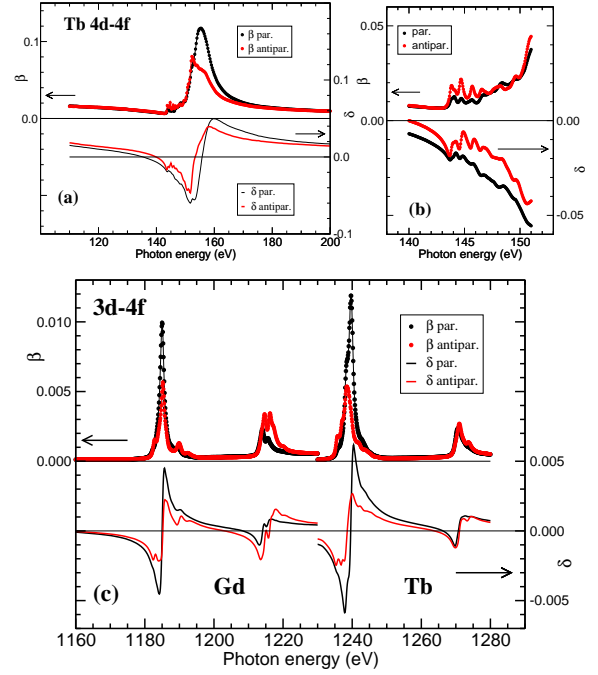 Tb 4d-4f
β par.
β antipar.
0.1
0.1
β
δ
0.0
0.0
δ par.
δ antipar.
(a)
-0.1
120
140
160
180
200
Photon energy (eV)
par.
antipar.
0.05
β
0.00
0.00
δ
(b)
-0.05
140
145
150
Photon energy (eV)
3d-4f
β par.
β antipar.
δ par.
δ antipar.
0.010
β
0.005
0.000
0.005
0.000
δ
-0.005
(c)
Gd
Tb
1160
1180
1200
1220
1240
1260
1280
Photon energy (eV)